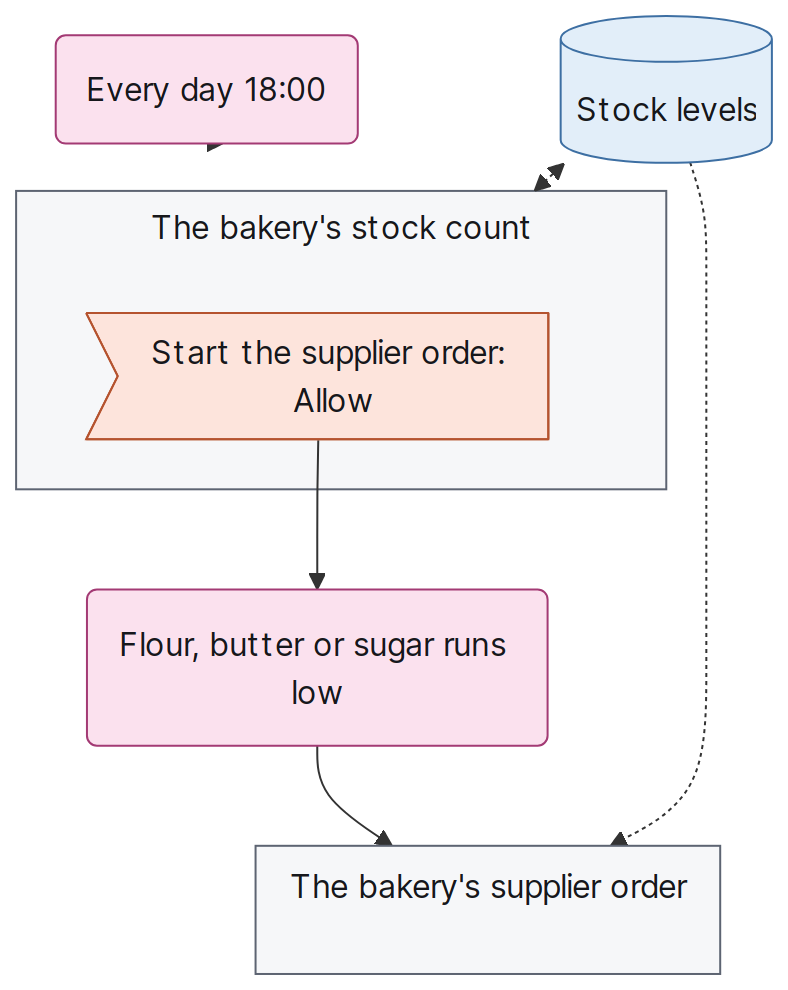 Every day 18:00
Stock levels
The bakery's stock count
Start the supplier order:
Allow
Flour, butter or sugar runs
low
The bakery's supplier order